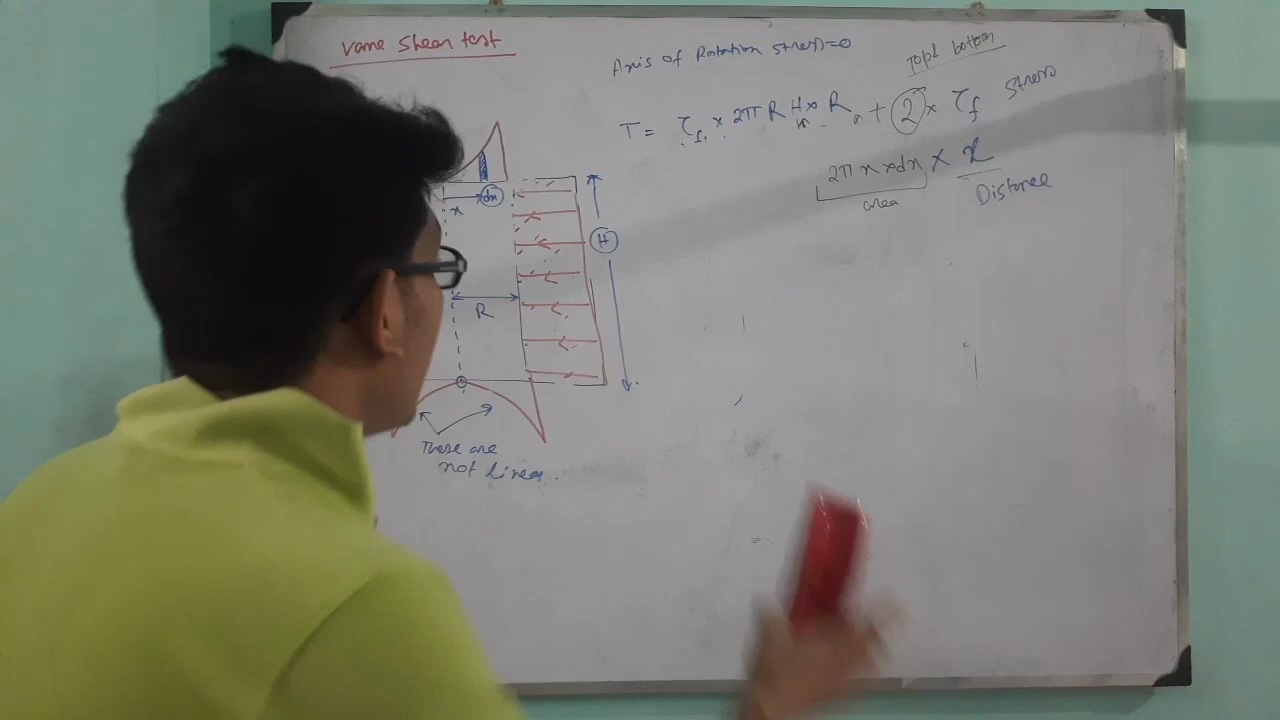 vane shear test
Axis of Rotation stress=0
Top & bottom
T = τf × 2πR H × R + 2 × τf stress
2πx × dx × x
area
Distance
x dx
H
R
These are
not linear.